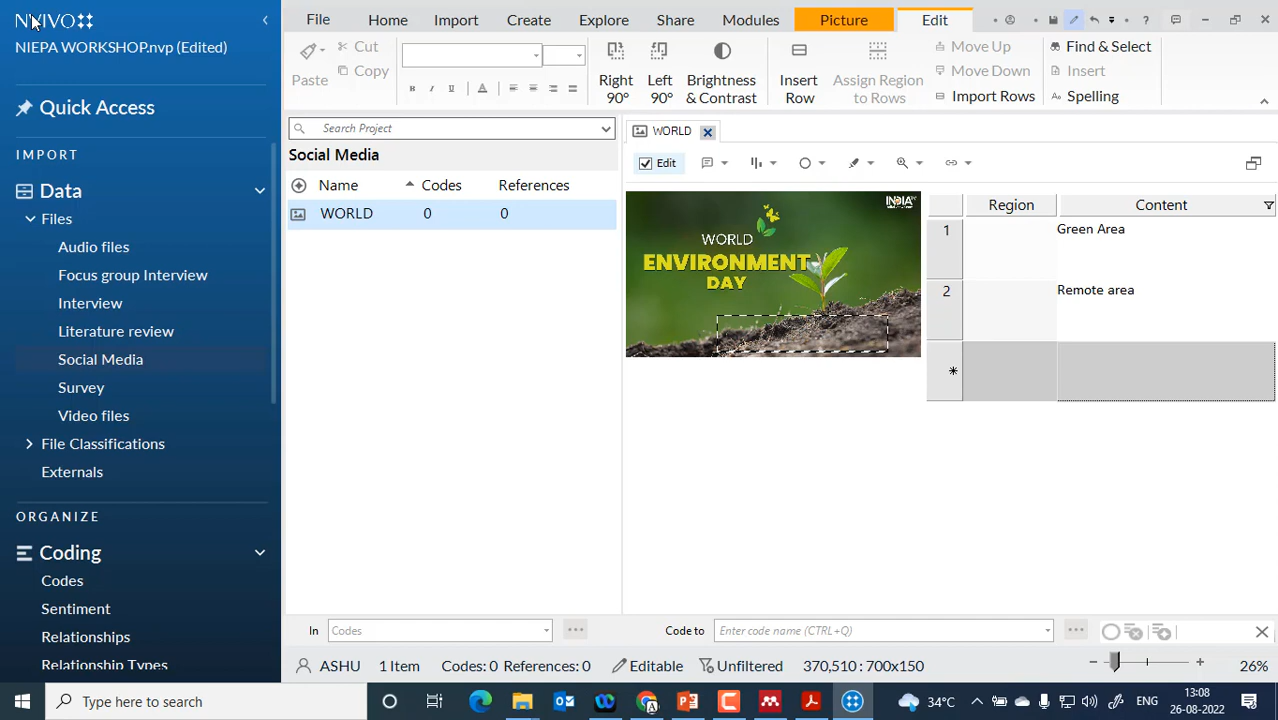 NVIVO
NIEPA WORKSHOP.nvp (Edited)
Quick Access
IMPORT
Data
Files
Audio files
Focus group Interview
Interview
Literature review
Social Media
Survey
Video files
File Classifications
Externals
ORGANIZE
Coding
Codes
Sentiment
Relationships
Relationship Types
File Home Import Create Explore Share Modules Picture Edit
Paste
Cut
Copy
B I U A
Right 90°
Left 90°
Brightness & Contrast
Insert Row
Assign Region to Rows
Move Up
Move Down
Import Rows
Find & Select
Insert
Spelling
Search Project
Social Media
Name Codes References
WORLD 0 0
WORLD
Edit
INDIA
WORLD
ENVIRONMENT
DAY
Region Content
1 Green Area
2 Remote area
*
In Codes
Code to Enter code name (CTRL+Q)
ASHU 1 Item Codes: 0 References: 0 Editable Unfiltered 370,510 : 700x150 26%
Type here to search
34°C
ENG
13:08
26-08-2022